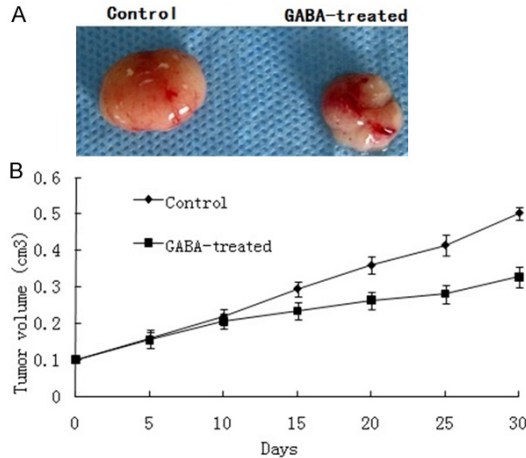 A
Control
GABA-treated
B
0.6
0.5
0.4
0.3
0.2
0.1
0
Tumor volume (cm3)
Control
GABA-treated
0 5 10 15 20 25 30
Days